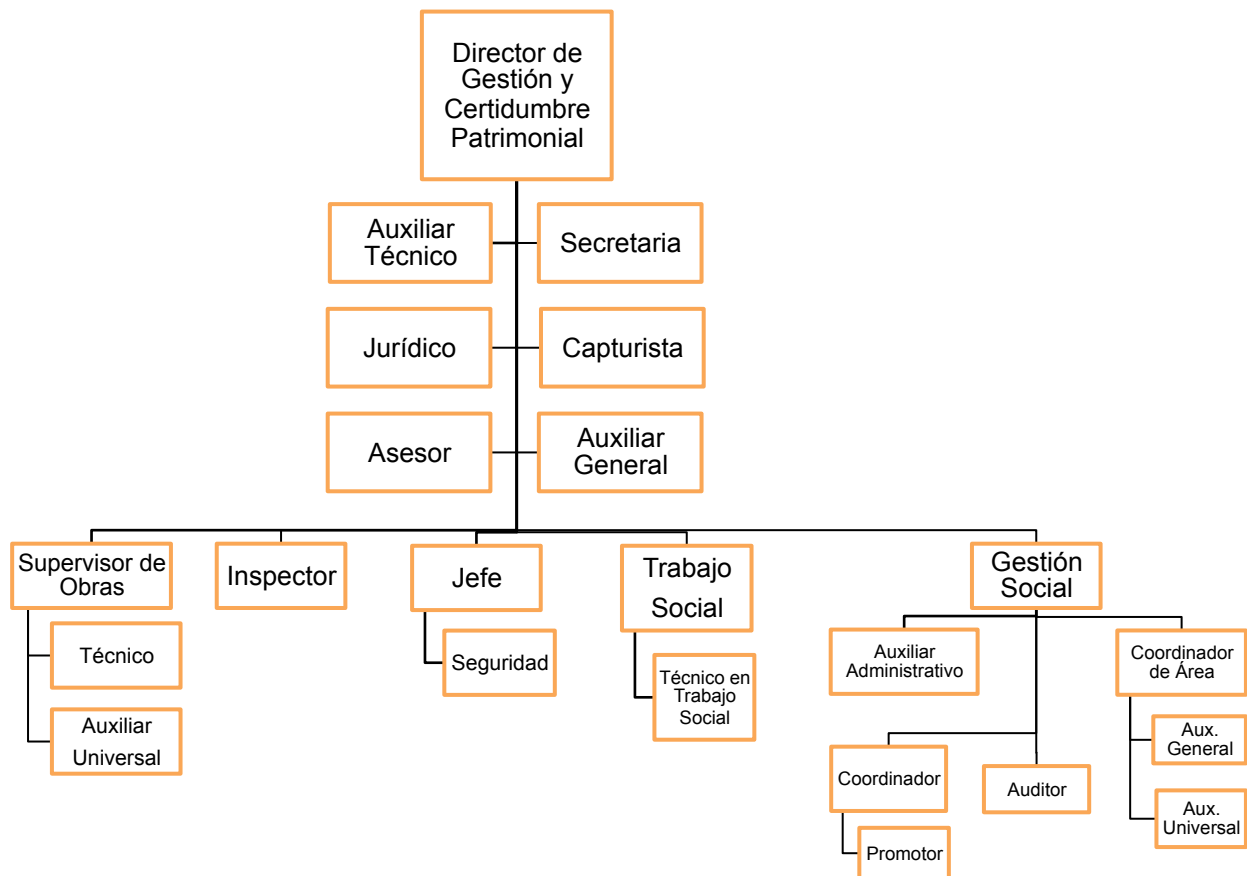 Director de
Gestión y
Certidumbre
Patrimonial
Auxiliar
Técnico
Secretaria
Jurídico
Capturista
Asesor
Auxiliar
General
Supervisor de
Obras
Inspector
Jefe
Trabajo
Social
Gestión
Social
Técnico
Auxiliar
Universal
Seguridad
Técnico en
Trabajo
Social
Auxiliar
Administrativo
Coordinador
de Área
Aux.
General
Aux.
Universal
Coordinador
Auditor
Promotor